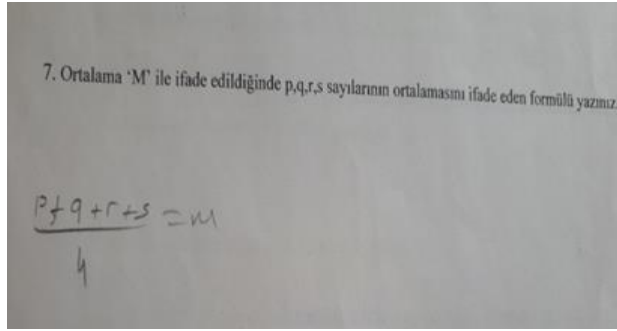 7. Ortalama 'M' ile ifade edildiğinde p,q,r,s sayılarının ortalamasını ifade eden formülü yazınız.
p+q+r+s = M
4